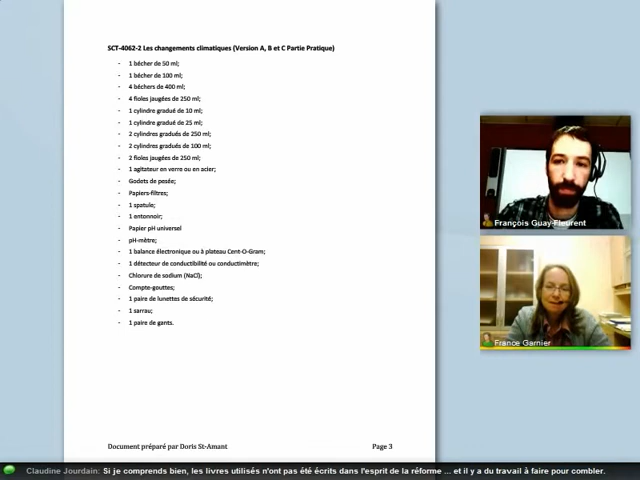 SCT-4062-2 Les changements climatiques (Version A, B et C Partie Pratique)
- 1 bécher de 50 ml;
- 1 bécher de 100 ml;
- 4 béchers de 400 ml;
- 4 fioles jaugées de 250 ml;
- 1 cylindre gradué de 10 ml;
- 1 cylindre gradué de 25 ml;
- 2 cylindres gradués de 250 ml;
- 2 cylindres gradués de 100 ml;
- 2 fioles jaugées de 250 ml;
- 1 agitateur en verre ou en acier;
- Godets de pesée;
- Papiers-filtres;
- 1 spatule;
- 1 entonnoir;
- Papier pH universel
- pH-mètre;
- 1 balance électronique ou à plateau Cent-O-Gram;
- 1 détecteur de conductibilité ou conductimètre;
- Chlorure de sodium (NaCl);
- Compte-gouttes;
- 1 paire de lunettes de sécurité;
- 1 sarrau;
- 1 paire de gants.
Document préparé par Doris St-Amant Page 3
François Guay-Fleurent
France Garnier
Claudine Jourdain: Si je comprends bien, les livres utilisés n'ont pas été écrits dans l'esprit de la réforme ... et il y a du travail à faire pour combler.